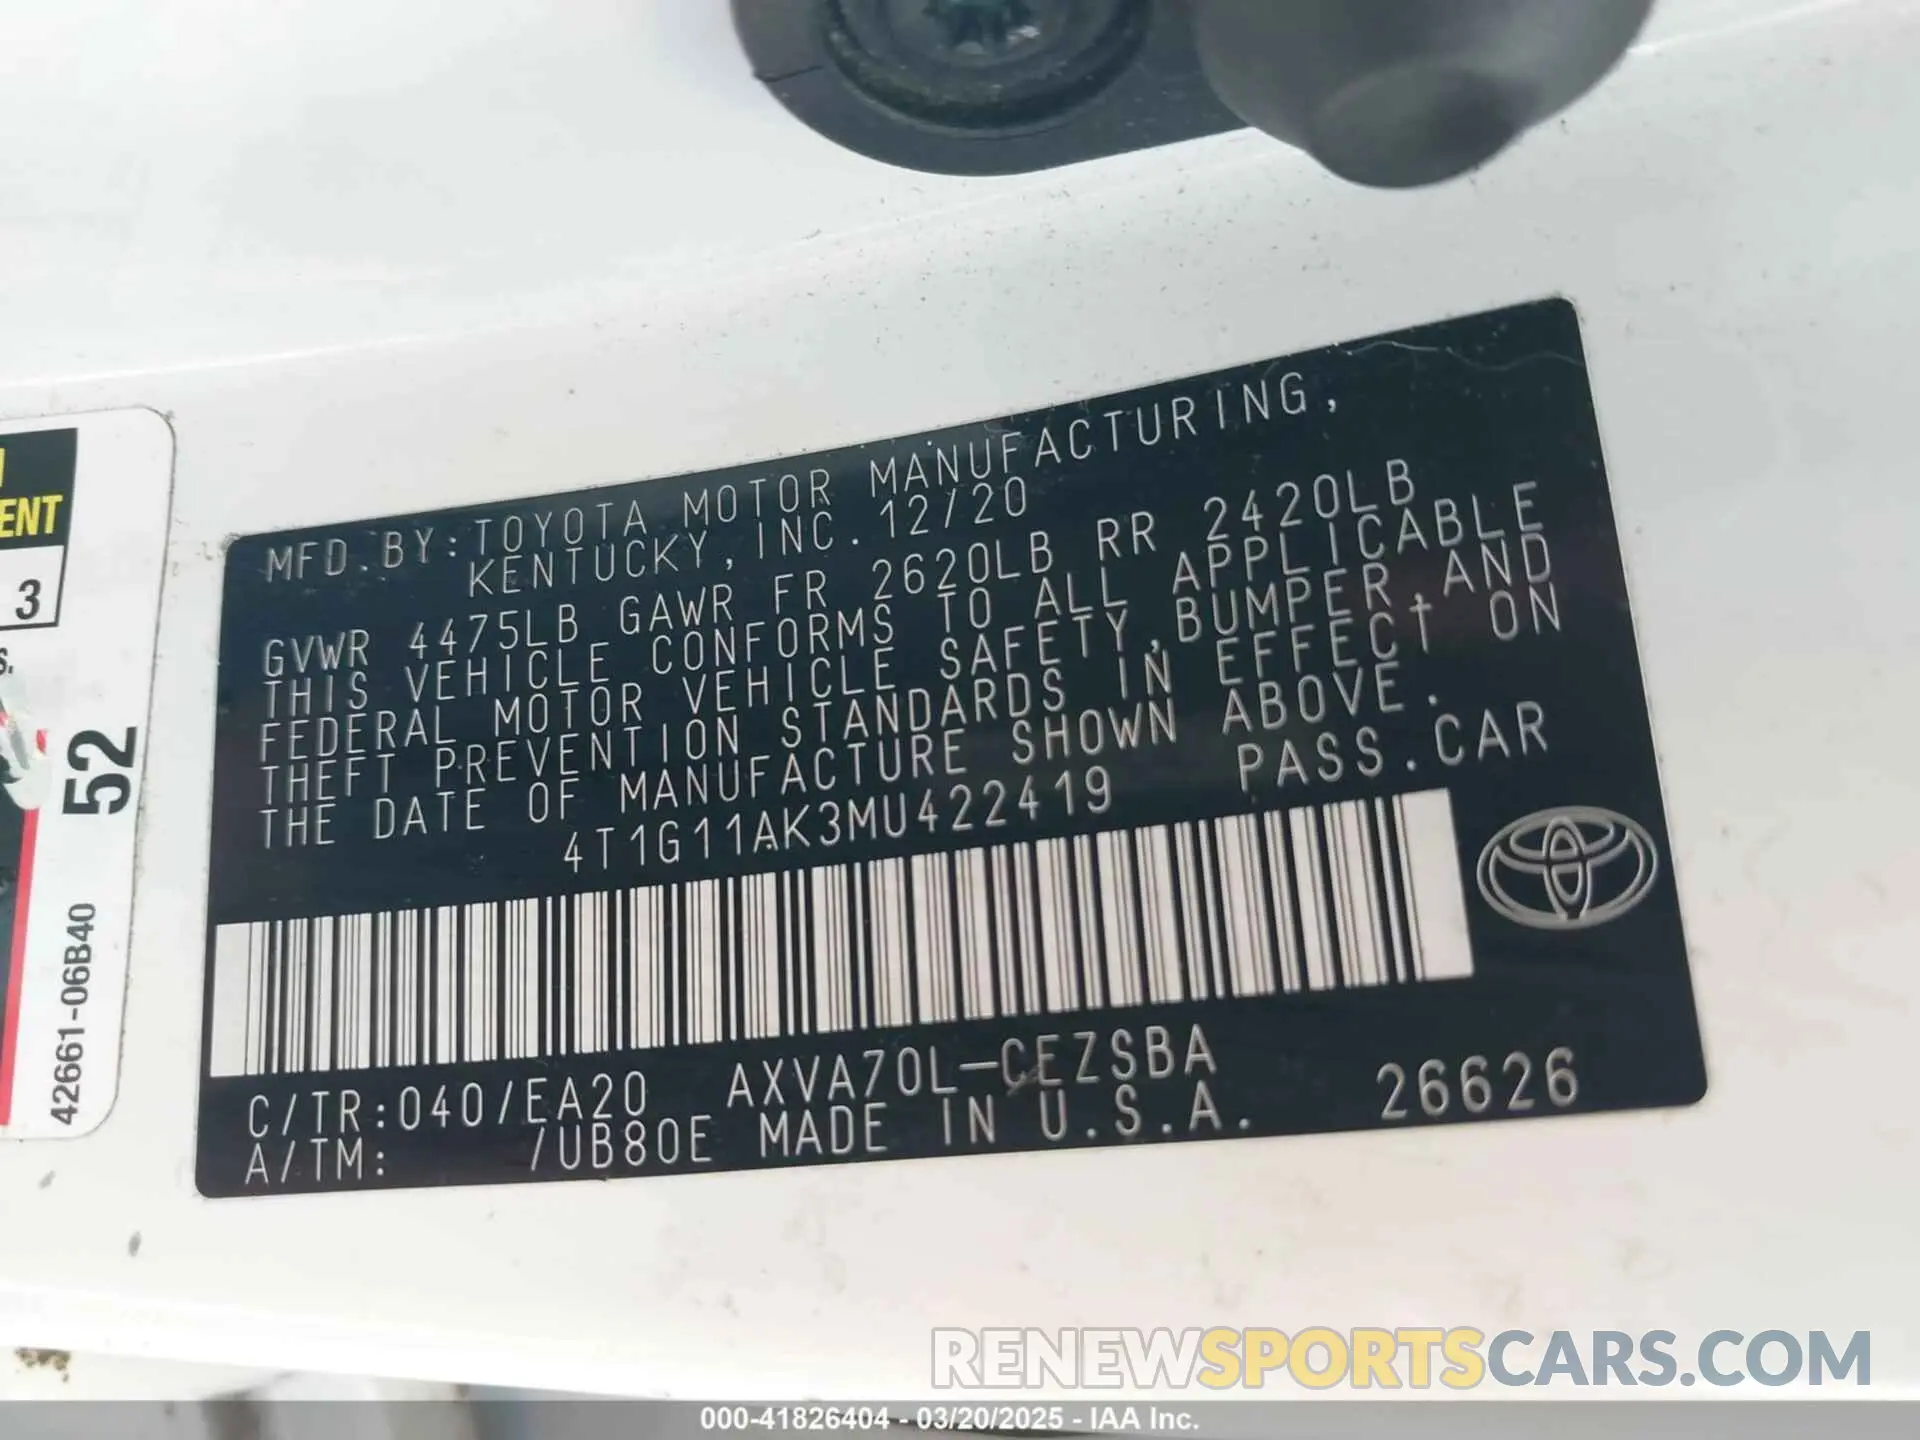 MFD.BY:TOYOTA MOTOR MANUFACTURING,
KENTUCKY,INC.12/20
GVWR 4475LB GAWR FR 2620LB RR 2420LB
THIS VEHICLE CONFORMS TO ALL APPLICABLE
FEDERAL MOTOR VEHICLE SAFETY,BUMPER,AND
THEFT PREVENTION STANDARDS IN EFFECT ON
THE DATE OF MANUFACTURE SHOWN ABOVE.
4T1G11AK3MU422419 PASS.CAR
C/TR:040/EA20 AXVA70L-CEZSBA
A/TM: /UB80E MADE IN U.S.A. 26626
ENT
3
S.
52
42661-06B40
RENEWSPORTSCARS.COM
000-41826404 - 03/20/2025 - IAA Inc.